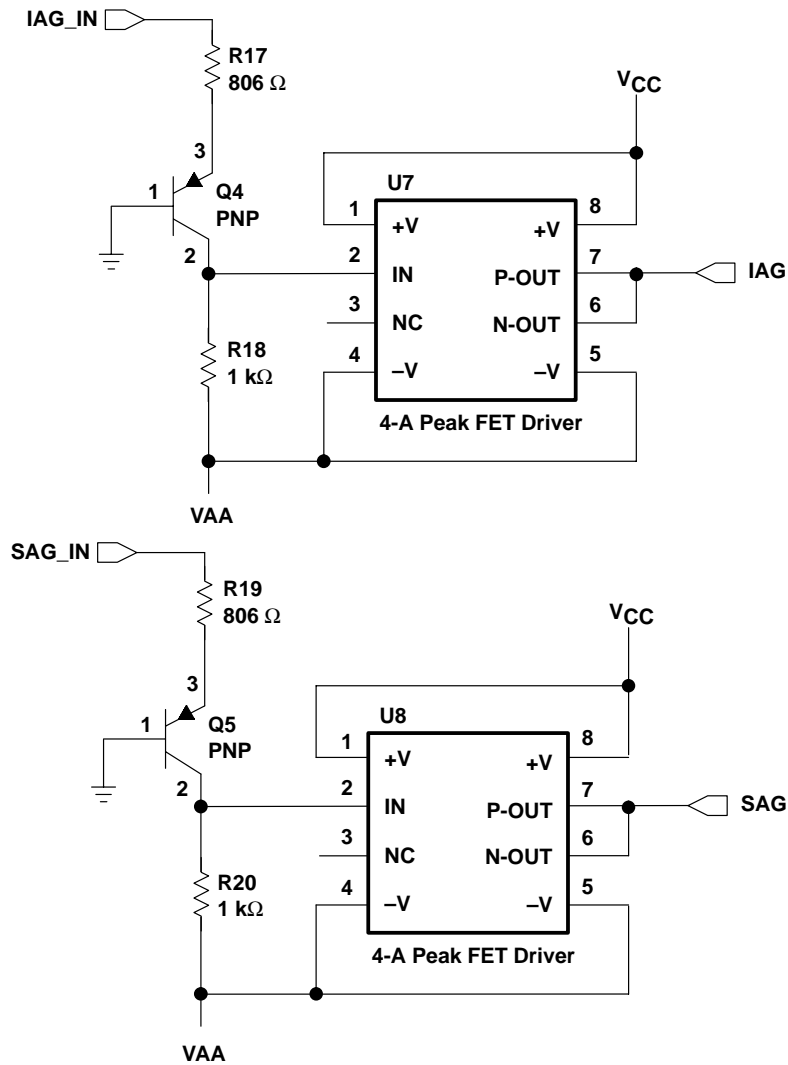 IAG_IN
R17
806 Ω
VCC
3
U7
1
Q4
PNP
1
8
+V
+V
2
2
7
IN
P-OUT
IAG
3
6
NC
N-OUT
R18
1 kΩ
4
5
–V
–V
4-A Peak FET Driver
VAA
SAG_IN
R19
806 Ω
VCC
3
U8
1
Q5
PNP
1
8
+V
+V
2
2
7
IN
P-OUT
SAG
3
6
NC
N-OUT
R20
1 kΩ
4
5
–V
–V
4-A Peak FET Driver
VAA